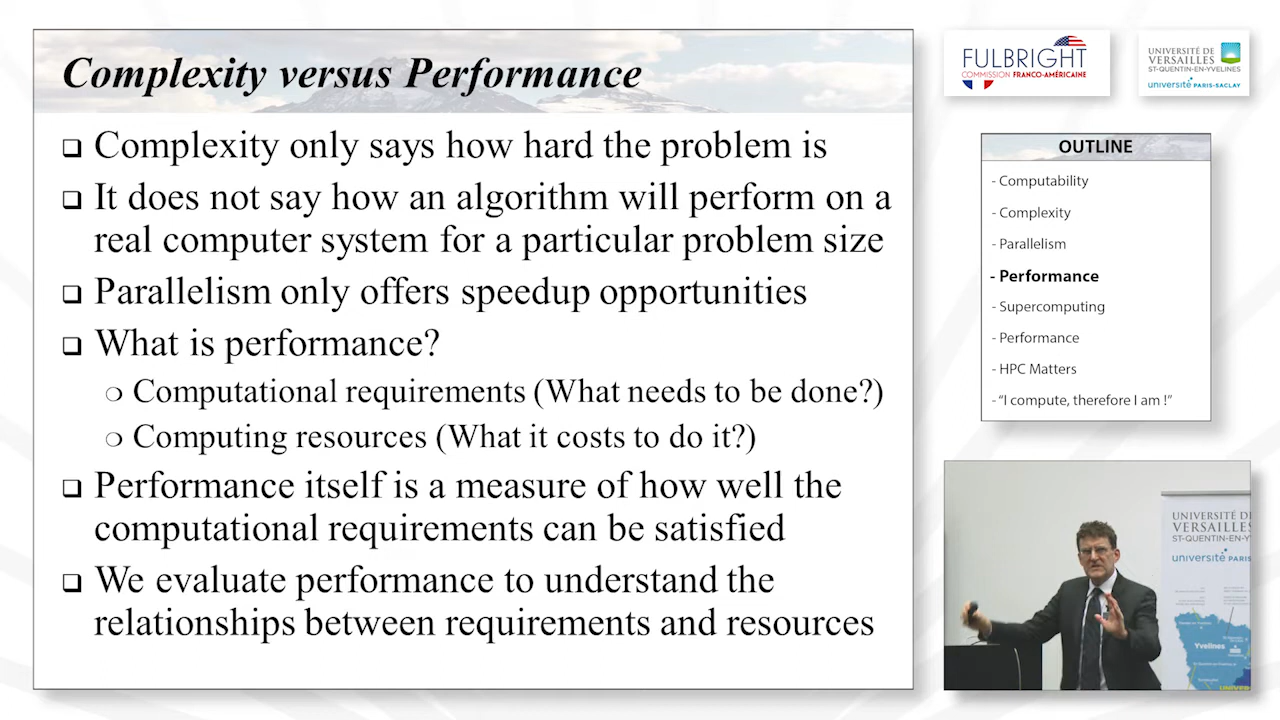 Complexity versus Performance
❑ Complexity only says how hard the problem is
❑ It does not say how an algorithm will perform on a
real computer system for a particular problem size
❑ Parallelism only offers speedup opportunities
❑ What is performance?
❍ Computational requirements (What needs to be done?)
❍ Computing resources (What it costs to do it?)
❑ Performance itself is a measure of how well the
computational requirements can be satisfied
❑ We evaluate performance to understand the
relationships between requirements and resources
FULBRIGHT
COMMISSION FRANCO-AMÉRICAINE
UNIVERSITÉ DE
VERSAILLES
ST-QUENTIN-EN-YVELINES
université PARIS-SACLAY
OUTLINE
- Computability
- Complexity
- Parallelism
- Performance
- Supercomputing
- Performance
- HPC Matters
- “I compute, therefore I am !”
UNIVERSITÉ DE
VERSAILLES
ST-QUENTIN-EN-Y
université PARIS
Yvelines
UNIVER